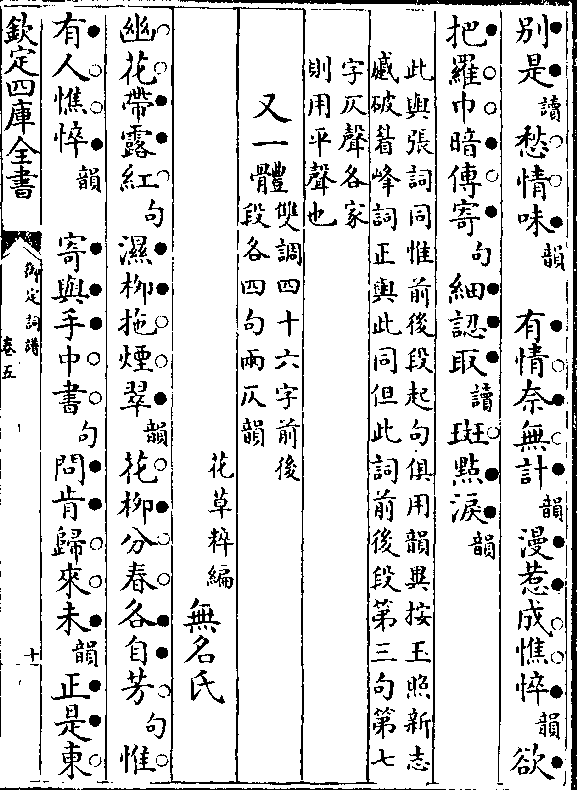 别是讀愁情味韻　有情奈無計韻漫惹成憔悴韻欲
把羅巾暗傳寄句細認取讀斑點淚韻
此與張詞同惟前後段起句俱用韻異按玉照新志
臧破著峰詞正與此同但此詞前後段第三句第七
字仄聲各家
則用平聲也
又一體雙調四十六字前後
段各四句兩仄韻
花草粹編　無名氏
幽花帶露紅句濕柳拖煙翠韻花柳分春各自芳句惟
有人憔悴韻　寄與手中書句問肯歸來未韻正是東
欽定四庫全書
御定詞譜
卷五
十一